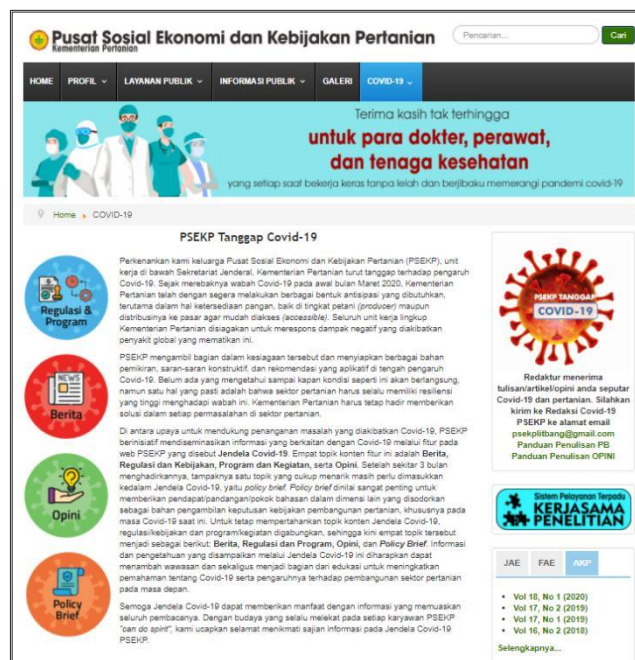 Pusat Sosial Ekonomi dan Kebijakan Pertanian
Kementerian Pertanian
Pencarian...
Cari
HOME PROFIL LAYANAN PUBLIK INFORMASI PUBLIK GALERI COVID-19
Terima kasih tak terhingga
untuk para dokter, perawat,
dan tenaga kesehatan
yang setiap saat bekerja keras tanpa lelah dan berjibaku memerangi pandemi covid-19
Home COVID-19
PSEKP Tanggap Covid-19
Regulasi &
Program
NEWS
Berita
Opini
Policy
Brief
Perkenankan kami keluarga Pusat Sosial Ekonomi dan Kebijakan Pertanian (PSEKP), unit
kerja di bawah Sekretariat Jenderal, Kementerian Pertanian turut tanggap terhadap pengaruh
Covid-19. Sejak merebaknya wabah Covid-19 pada awal bulan Maret 2020, Kementerian
Pertanian telah dengan segera melakukan berbagai bentuk antisipasi yang dibutuhkan,
terutama dalam hal ketersediaan pangan, baik di tingkat petani (producer) maupun
distribusinya ke pasar agar mudah diakses (accessible). Seluruh unit kerja lingkup
Kementerian Pertanian disiagakan untuk merespons dampak negatif yang diakibatkan
penyakit global yang mematikan ini.
PSEKP mengambil bagian dalam kesiagaan tersebut dan menyiapkan berbagai bahan
pemikiran, saran-saran konstruktif, dan rekomendasi yang aplikatif di tengah pengaruh
Covid-19. Belum ada yang mengetahui sampai kapan kondisi seperti ini akan berlangsung,
namun satu hal yang pasti adalah bahwa sektor pertanian harus selalu memiliki resiliensi
yang tinggi menghadapi wabah ini. Kementerian Pertanian harus tetap hadir memberikan
solusi dalam setiap permasalahan di sektor pertanian.
Di antara upaya untuk mendukung penanganan masalah yang diakibatkan Covid-19, PSEKP
berinisiatif mendiseminasikan informasi yang berkaitan dengan Covid-19 melalui fitur pada
web PSEKP yang disebut Jendela Covid-19. Empat topik konten fitur ini adalah Berita,
Regulasi dan Kebijakan, Program dan Kegiatan, serta Opini. Setelah sekitar 3 bulan
menghadirkannya, tampaknya satu topik yang cukup menarik masih perlu dimasukkan
kedalam Jendela Covid-19, yaitu policy brief. Policy brief dinilai sangat penting untuk
memberikan pendapat/pandangan/pokok bahasan dalam dimensi lain yang disodorkan
sebagai bahan pengambilan keputusan kebijakan pembangunan pertanian, khususnya pada
masa Covid-19 saat ini. Untuk tetap mempertahankan topik konten Jendela Covid-19,
regulasi/kebijakan dan program/kegiatan digabungkan, sehingga kini empat topik tersebut
menjadi sebagai berikut: Berita, Regulasi dan Program, Opini, dan Policy Brief. Informasi
dan pengetahuan yang disampaikan melalui Jendela Covid-19 ini diharapkan dapat
menambah wawasan dan sekaligus menjadi bagian dari edukasi untuk meningkatkan
pemahaman tentang Covid-19 serta pengaruhnya terhadap pembangunan sektor pertanian
pada masa depan.
Semoga Jendela Covid-19 dapat memberikan manfaat dengan informasi yang memuaskan
seluruh pembacanya. Dengan budaya yang selalu melekat pada setiap karyawan PSEKP
"can do spirit", kami ucapkan selamat menikmati sajian informasi pada Jendela Covid-19
PSEKP.
PSEKP TANGGAP
COVID-19
Redaktur menerima
tulisan/artikel/opini anda seputar
Covid-19 dan pertanian. Silahkan
kirim ke Redaksi Covid-19
PSEKP ke alamat email
psekplitbang@gmail.com
Panduan Penulisan PB
Panduan Penulisan OPINI
Sistem Pelayanan Terpadu
KERJASAMA
PENELITIAN
JAE FAE AKP
Vol 18, No 1 (2020)
Vol 17, No 2 (2019)
Vol 17, No 1 (2019)
Vol 16, No 2 (2018)
Selengkapnya...